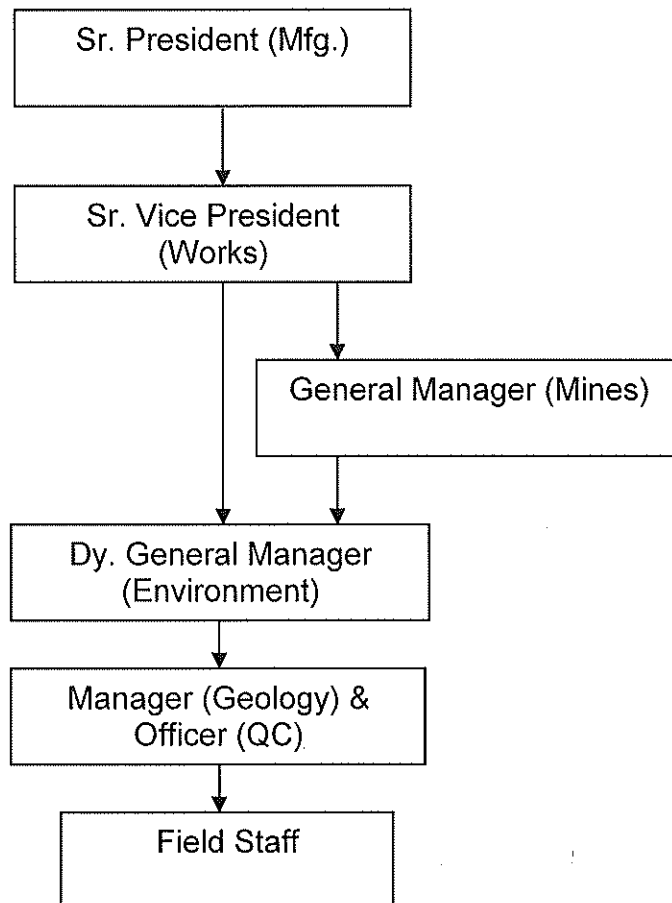 Sr. President (Mfg.)
Sr. Vice President
(Works)
General Manager (Mines)
Dy. General Manager
(Environment)
Manager (Geology) &
Officer (QC)
Field Staff